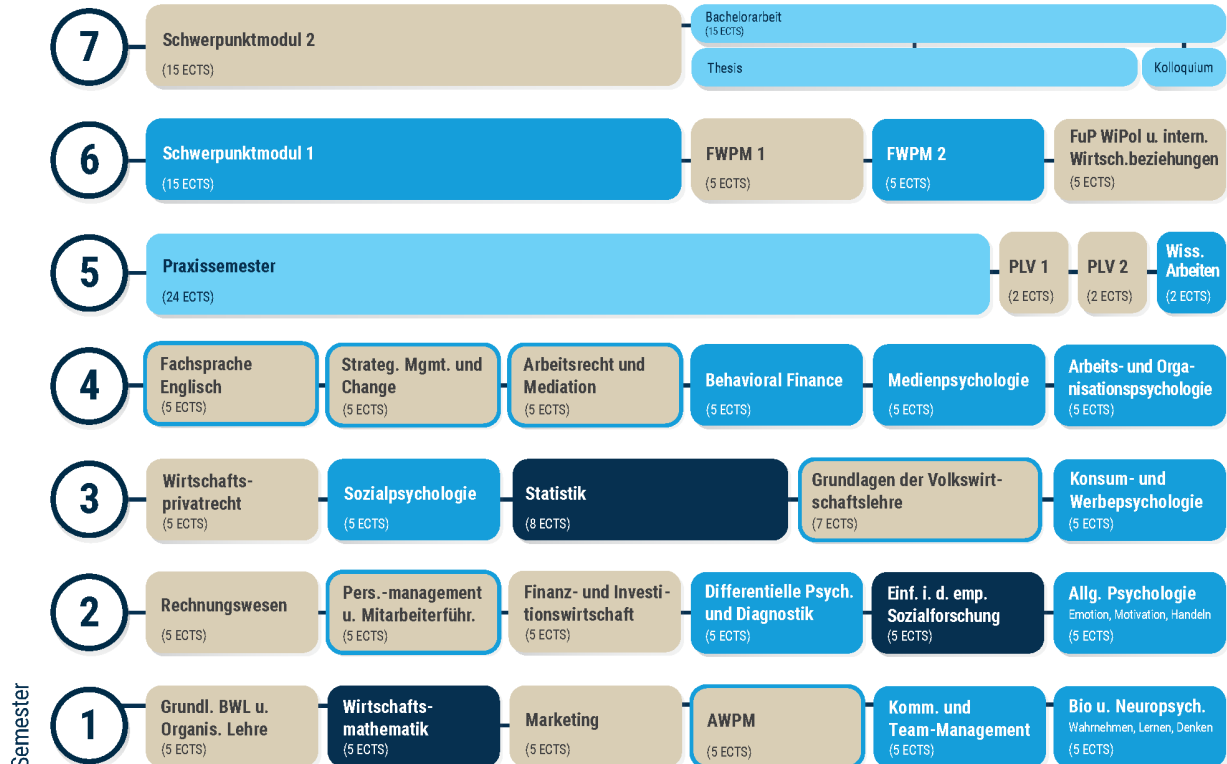 7
Schwerpunktmodul 2
(15 ECTS)
Bachelorarbeit
(15 ECTS)
Thesis
Kolloquium
6
Schwerpunktmodul 1
(15 ECTS)
FWPM 1
(5 ECTS)
FWPM 2
(5 ECTS)
FuP WiPol u. intern.
Wirtsch.beziehungen
(5 ECTS)
5
Praxissemester
(24 ECTS)
PLV 1
(2 ECTS)
PLV 2
(2 ECTS)
Wiss.
Arbeiten
(2 ECTS)
4
Fachsprache
Englisch
(5 ECTS)
Strateg. Mgmt. und
Change
(5 ECTS)
Arbeitsrecht und
Mediation
(5 ECTS)
Behavioral Finance
(5 ECTS)
Medienpsychologie
(5 ECTS)
Arbeits- und Orga-
nisationspsychologie
(5 ECTS)
3
Wirtschafts-
privatrecht
(5 ECTS)
Sozialpsychologie
(5 ECTS)
Statistik
(8 ECTS)
Grundlagen der Volkswirt-
schaftslehre
(7 ECTS)
Konsum- und
Werbepsychologie
(5 ECTS)
2
Rechnungswesen
(5 ECTS)
Pers.-management
u. Mitarbeiterführ.
(5 ECTS)
Finanz- und Investi-
tionswirtschaft
(5 ECTS)
Differentielle Psych.
und Diagnostik
(5 ECTS)
Einf. i. d. emp.
Sozialforschung
(5 ECTS)
Allg. Psychologie
Emotion, Motivation, Handeln
(5 ECTS)
Semester
1
Grundl. BWL u.
Organis. Lehre
(5 ECTS)
Wirtschafts-
mathematik
(5 ECTS)
Marketing
(5 ECTS)
AWPM
(5 ECTS)
Komm. und
Team-Management
(5 ECTS)
Bio u. Neuropsych.
Wahrnehmen, Lernen, Denken
(5 ECTS)